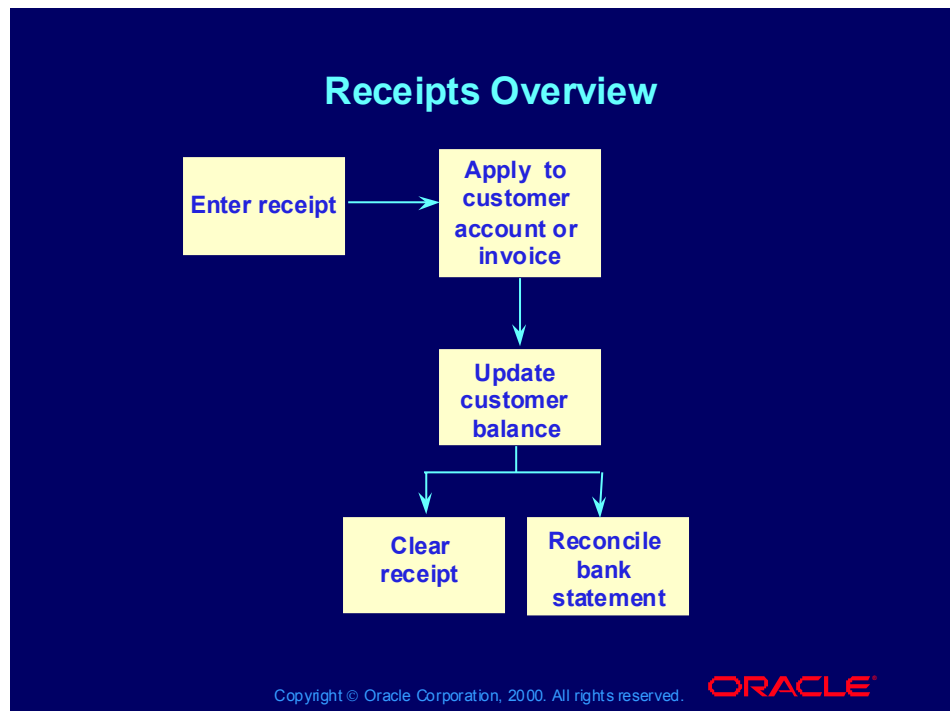 Receipts Overview
Enter receipt
Apply to
customer
account or
invoice
Update
customer
balance
Clear
receipt
Reconcile
bank
statement
Copyright © Oracle Corporation, 2000. All rights reserved.
ORACLE®